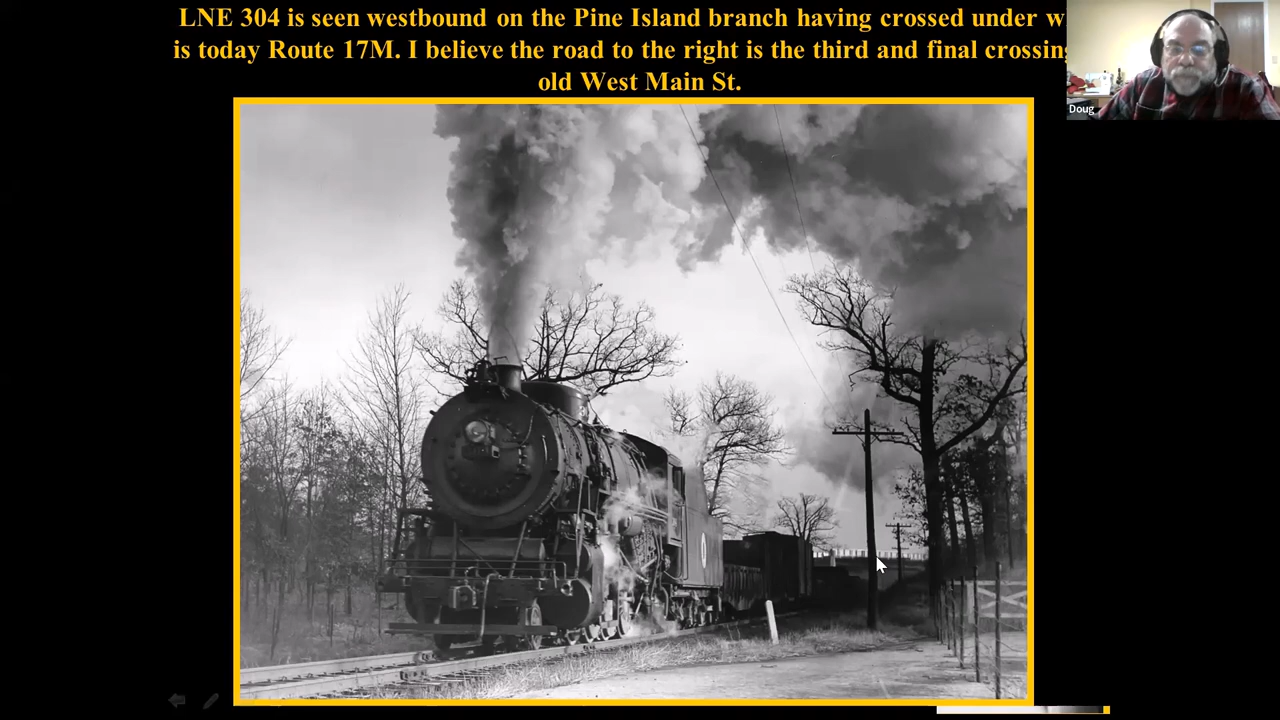 LNE 304 is seen westbound on the Pine Island branch having crossed under
is today Route 17M. I believe the road to the right is the third and final crossing
old West Main St.
Doug